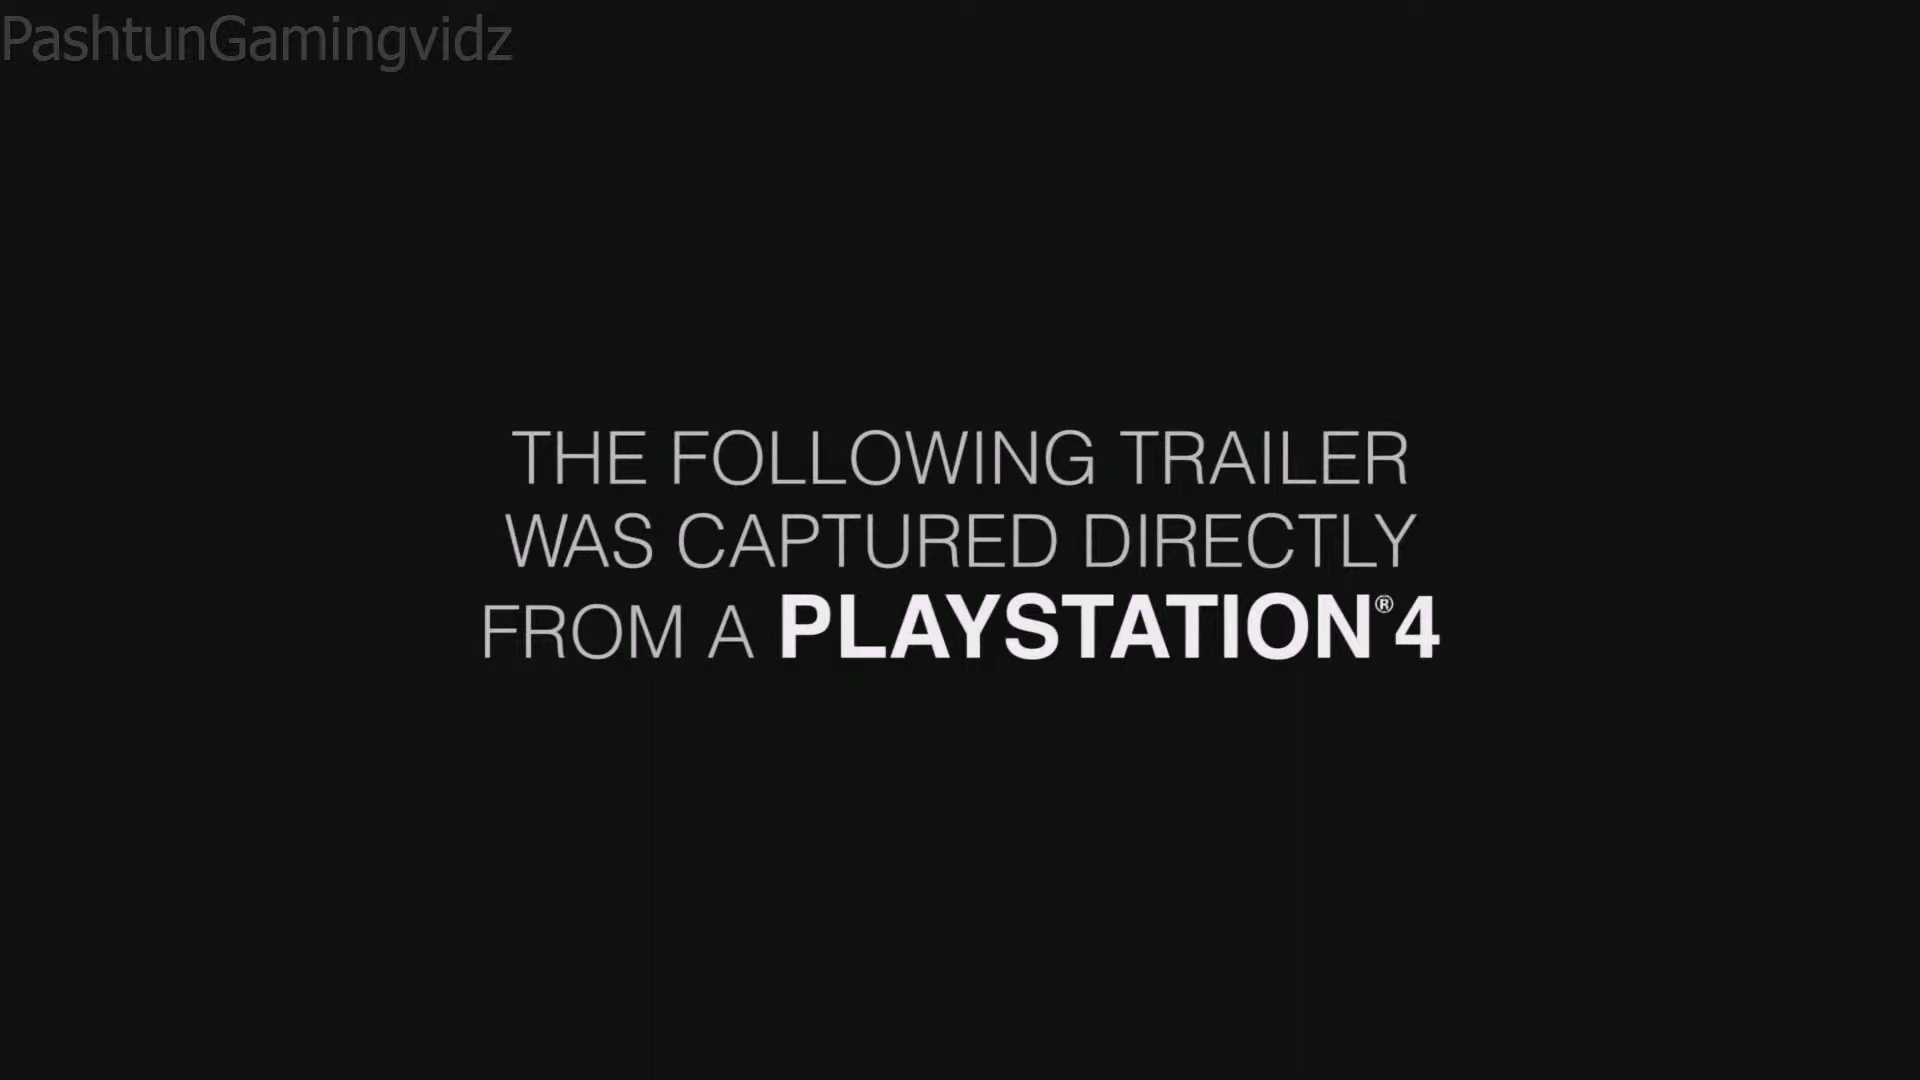 PashtunGamingvidz
THE FOLLOWING TRAILER
WAS CAPTURED DIRECTLY
FROM A PLAYSTATION®4